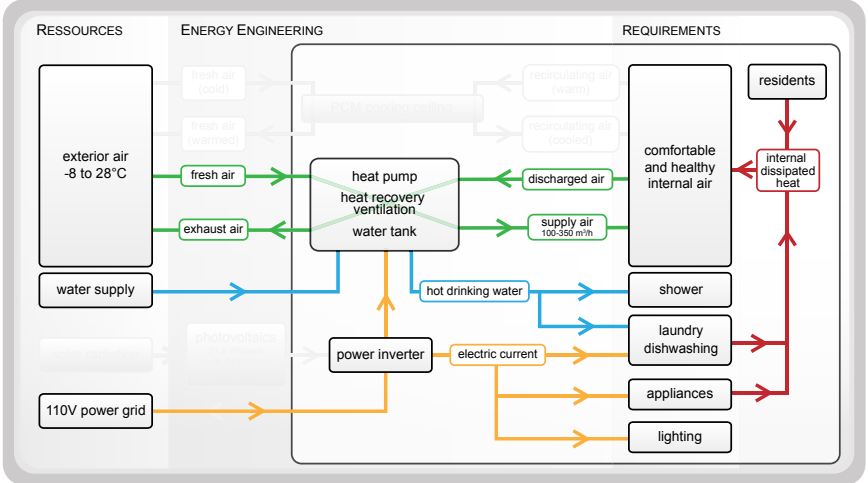 RESSOURCES
ENERGY ENGINEERING
REQUIREMENTS
fresh air
(cold)
recirculating air
(warm)
residents
PCM cooling ceiling
fresh air
(warmed)
recirculating air
(cooled)
exterior air
-8 to 28°C
comfortable
and healthy
internal air
internal
dissipated
heat
fresh air
heat pump
heat recovery
ventilation
water tank
discharged air
exhaust air
supply air
100-350 m³/h
water supply
hot drinking water
shower
photovoltaics
power inverter
electric current
laundry
dishwashing
110V power grid
appliances
lighting